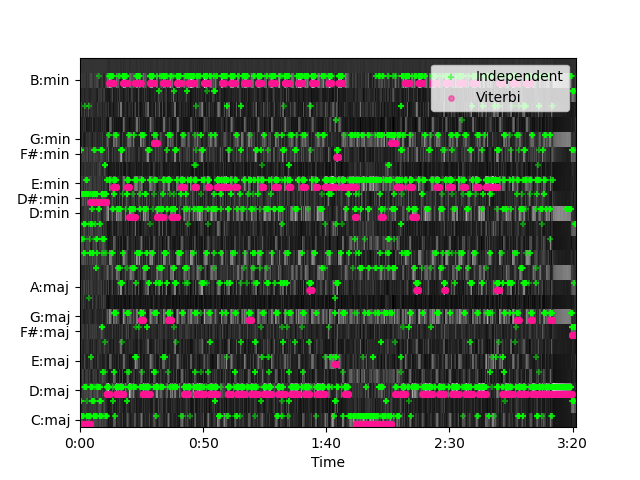 Independent
Viterbi
B:min
G:min
F#:min
E:min
D#:min
D:min
A:maj
G:maj
F#:maj
E:maj
D:maj
C:maj
0:00 0:50 1:40 2:30 3:20
Time